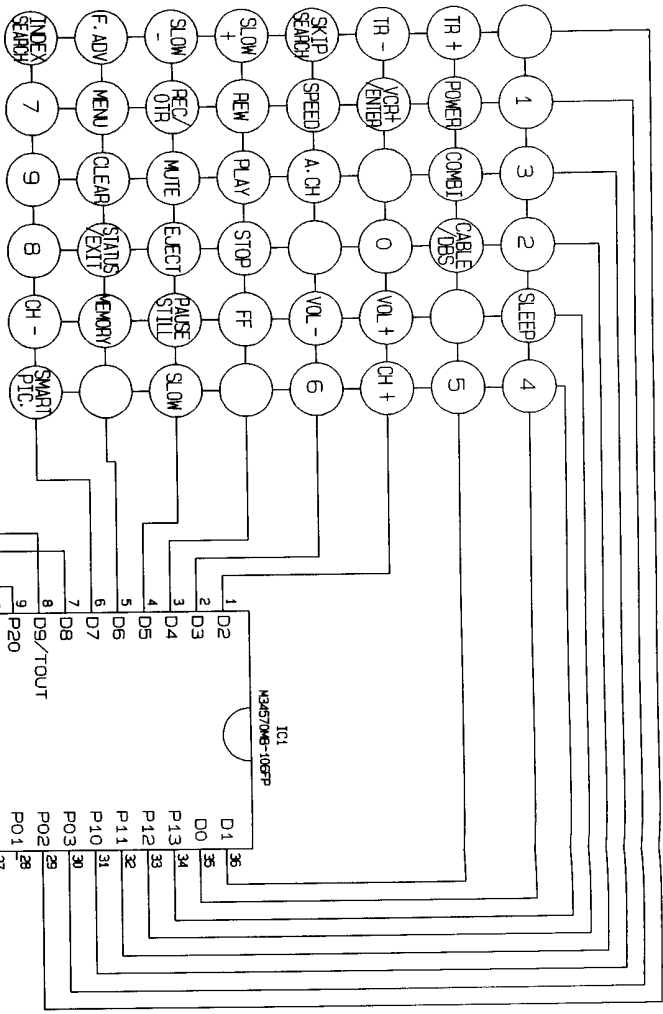 INDEX SEARCH
F. ADV
SLOW -
SLOW +
SKIP SEARCH
TR -
TR +
7
MENU
REC/ OTR
REW
SPEED
VCR+ /ENTER
POWER
1
9
CLEAR
MUTE
PLAY
A. CH
COMBI
3
8
STATUS /EXIT
EJECT
STOP
0
CABLE /DBS
2
CH -
MEMORY
PAUSE STILL
FF
VOL -
VOL +
SLEEP
SMART PIC.
SLOW
6
CH +
5
4
9 8 7 6 5 4 3 2 1
P20 D9/TOUT D8 D7 D6 D5 D4 D3 D2
IC1
M34570M8-106FP
P01 P02 P03 P10 P11 P12 P13 D0 D1
27 28 29 30 31 32 33 34 35 36